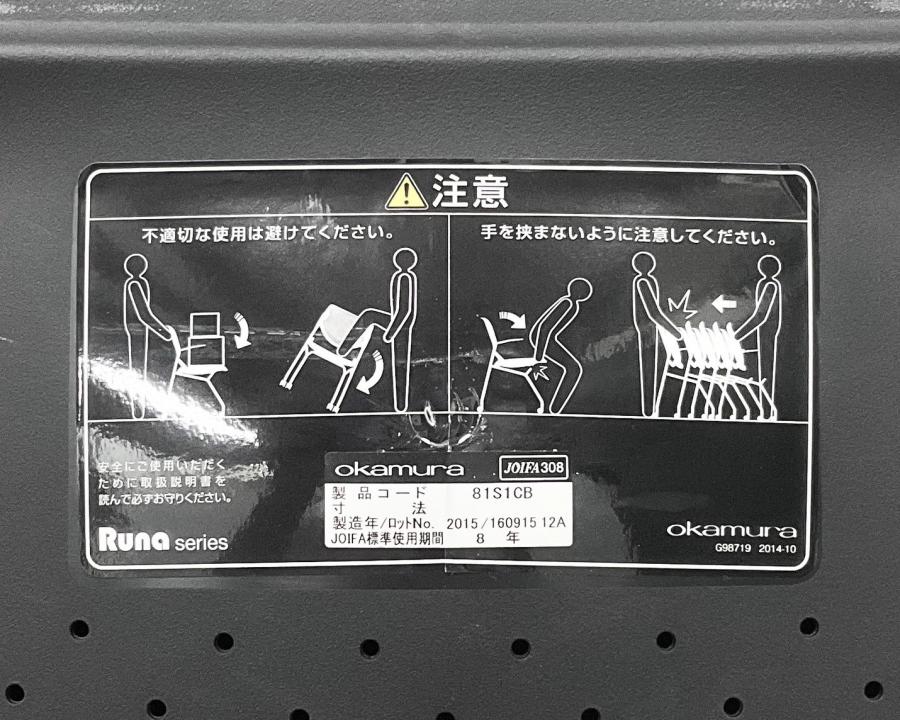 注意
不適切な使用は避けてください。
手を挟まないように注意してください。
安全にご使用いただく
ために取扱説明書を
読んで必ずお守りください。
Runa series
okamura JOIFA308
製品コード 81S1CB
寸法
製造年/ロットNo. 2015/160915 12A
JOIFA標準使用期間 8 年
okamura
G98719 2014-10